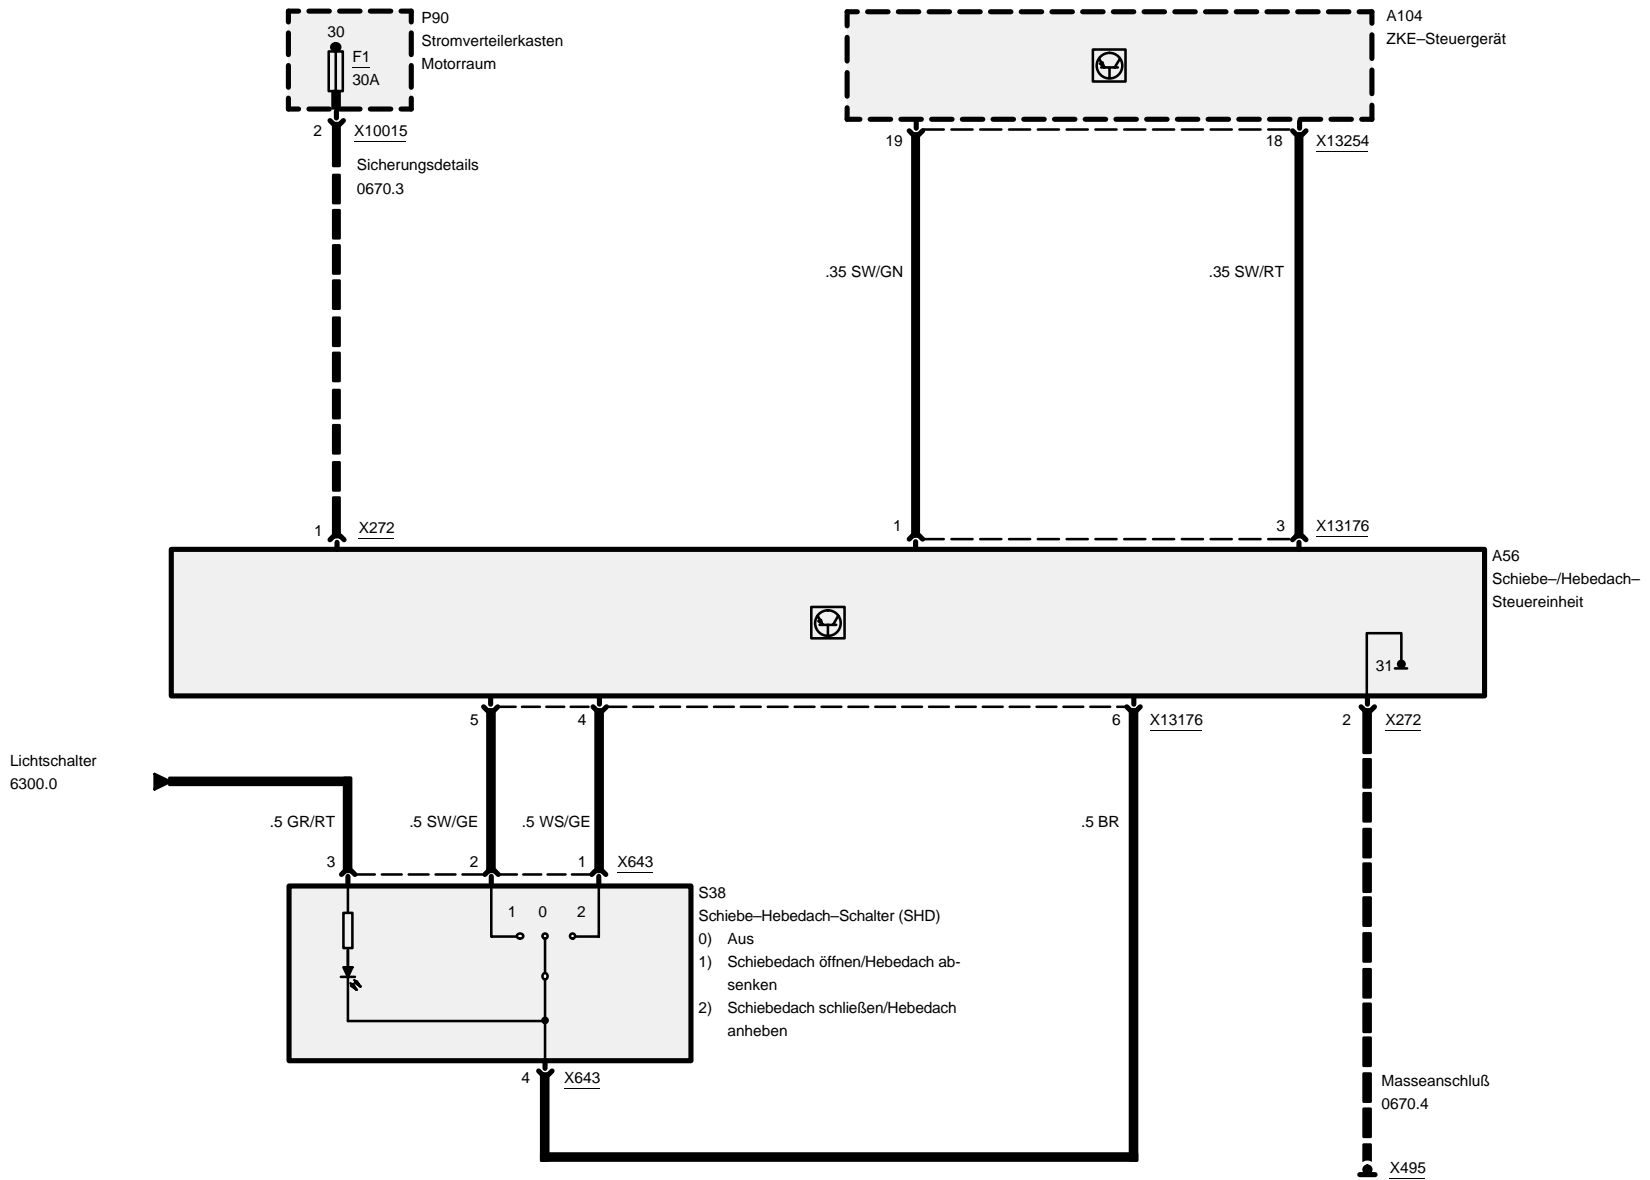 P90
Stromverteilerkasten
Motorraum
30
F1
30A
2
X10015
Sicherungsdetails
0670.3
A104
ZKE–Steuergerät
19
18
X13254
.35 SW/GN
.35 SW/RT
1
X272
1
3
X13176
A56
Schiebe–/Hebedach–
Steuereinheit
31
5
4
6
X13176
2
X272
Lichtschalter
6300.0
.5 GR/RT
.5 SW/GE
.5 WS/GE
.5 BR
3
2
1
X643
1
0
2
S38
Schiebe–Hebedach–Schalter (SHD)
0) Aus
1) Schiebedach öffnen/Hebedach ab-
senken
2) Schiebedach schließen/Hebedach
anheben
4
X643
Masseanschluß
0670.4
X495